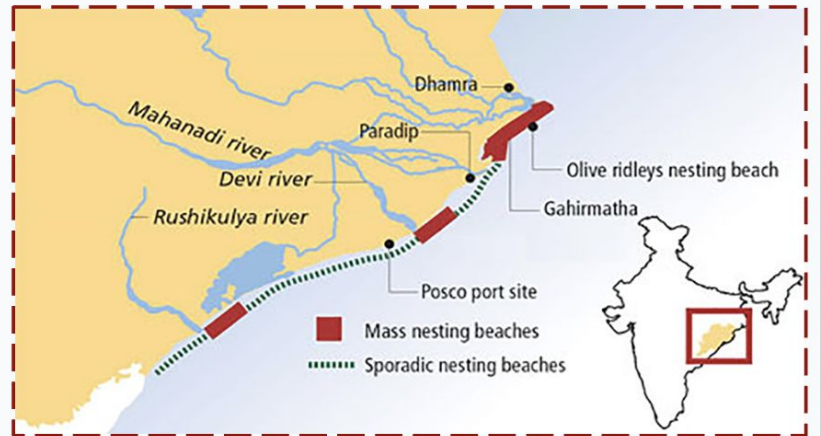 Dhamra
Mahanadi river
Paradip
Devi river
Olive ridleys nesting beach
Rushikulya river
Gahirmatha
Posco port site
Mass nesting beaches
Sporadic nesting beaches